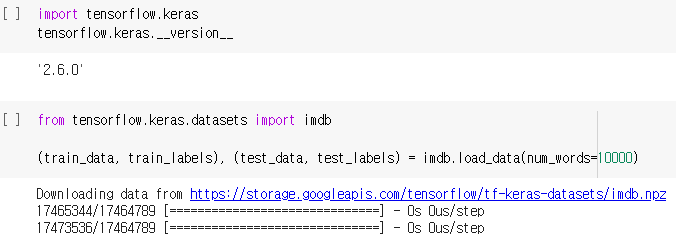 [ ] import tensorflow.keras
tensorflow.keras.__version__
'2.6.0'
[ ] from tensorflow.keras.datasets import imdb
(train_data, train_labels), (test_data, test_labels) = imdb.load_data(num_words=10000)
Downloading data from https://storage.googleapis.com/tensorflow/tf-keras-datasets/imdb.npz
17465344/17464789 [==============================] - 0s 0us/step
17473536/17464789 [==============================] - 0s 0us/step